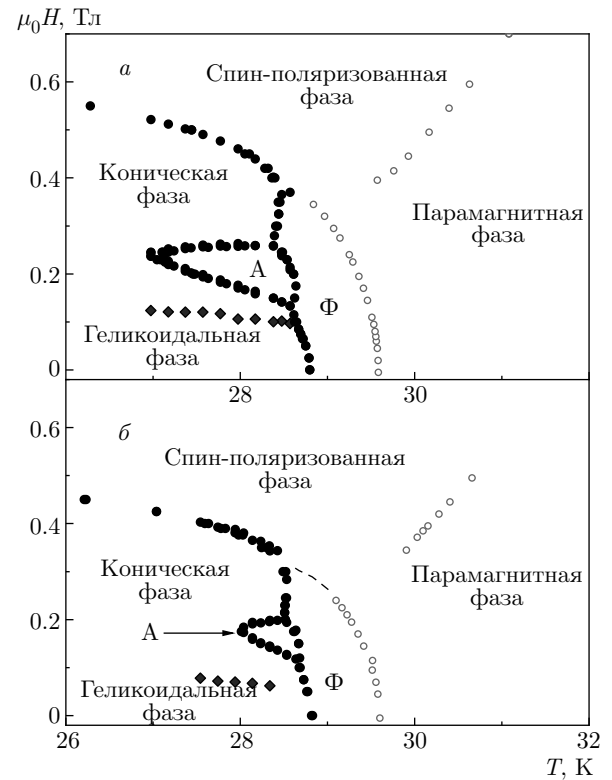 μ₀H, Тл
0.6
а
Спин-поляризованная
фаза
Коническая
фаза
0.4
Парамагнитная
фаза
0.2
А
Ф
Геликоидальная
фаза
0
28
30
32
0.6
б
Спин-поляризованная
фаза
0.4
Коническая
фаза
Парамагнитная
фаза
0.2
А
Геликоидальная
фаза
Ф
0
26
28
30
32
T, K